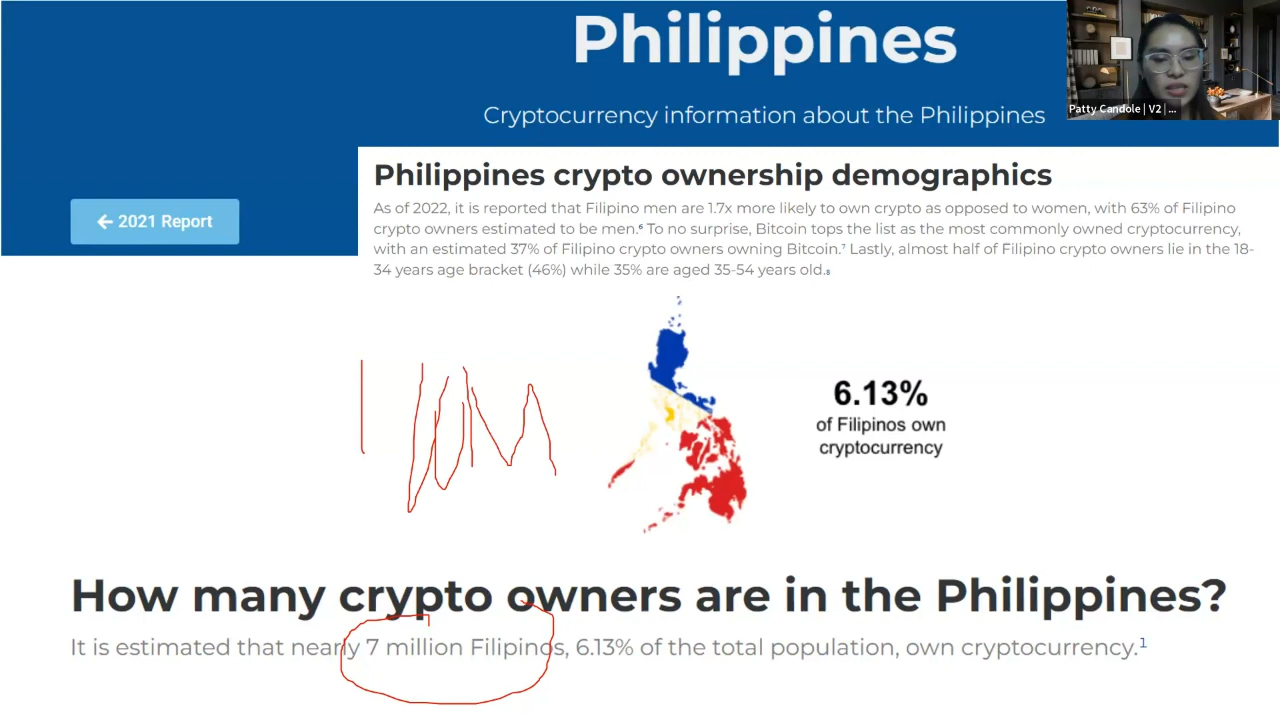 Philippines
Cryptocurrency information about the Philippines
Patty Candole | V2 | ...
Philippines crypto ownership demographics
← 2021 Report
As of 2022, it is reported that Filipino men are 1.7x more likely to own crypto as opposed to women, with 63% of Filipino
crypto owners estimated to be men.⁶ To no surprise, Bitcoin tops the list as the most commonly owned cryptocurrency,
with an estimated 37% of Filipino crypto owners owning Bitcoin.⁷ Lastly, almost half of Filipino crypto owners lie in the 18-
34 years age bracket (46%) while 35% are aged 35-54 years old.⁸
6.13%
of Filipinos own
cryptocurrency
How many crypto owners are in the Philippines?
It is estimated that nearly 7 million Filipinos, 6.13% of the total population, own cryptocurrency.¹